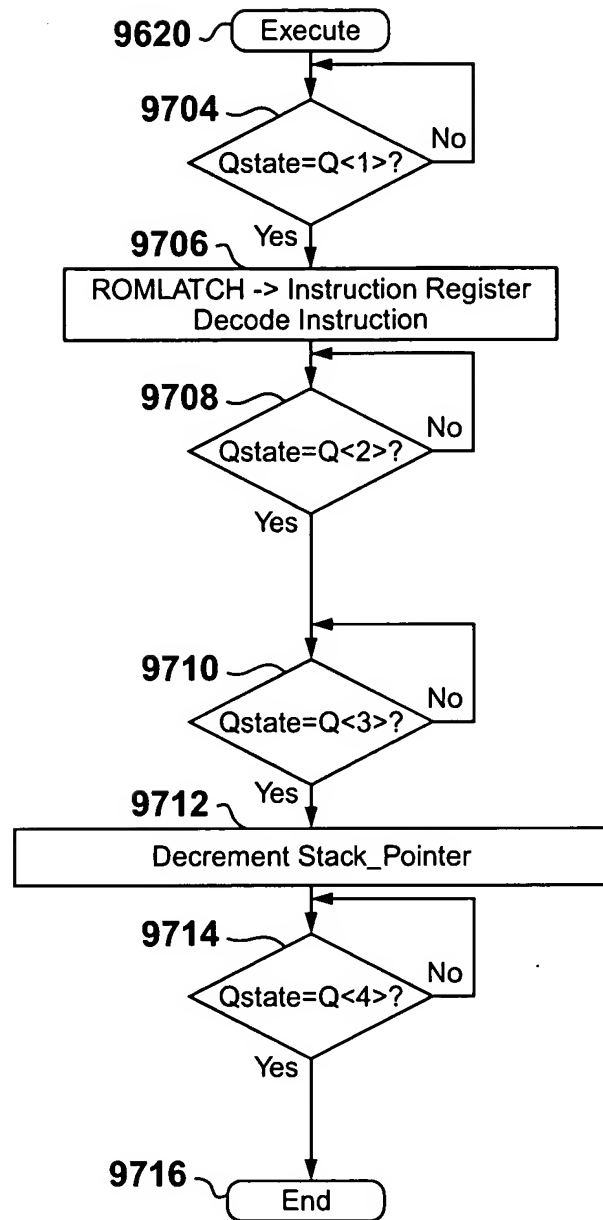 9620 Execute
9704
Qstate=Q<1>?
No
Yes
9706
ROMLATCH -> Instruction Register
Decode Instruction
9708
Qstate=Q<2>?
No
Yes
9710
Qstate=Q<3>?
No
Yes
9712
Decrement Stack_Pointer
9714
Qstate=Q<4>?
No
Yes
9716 End